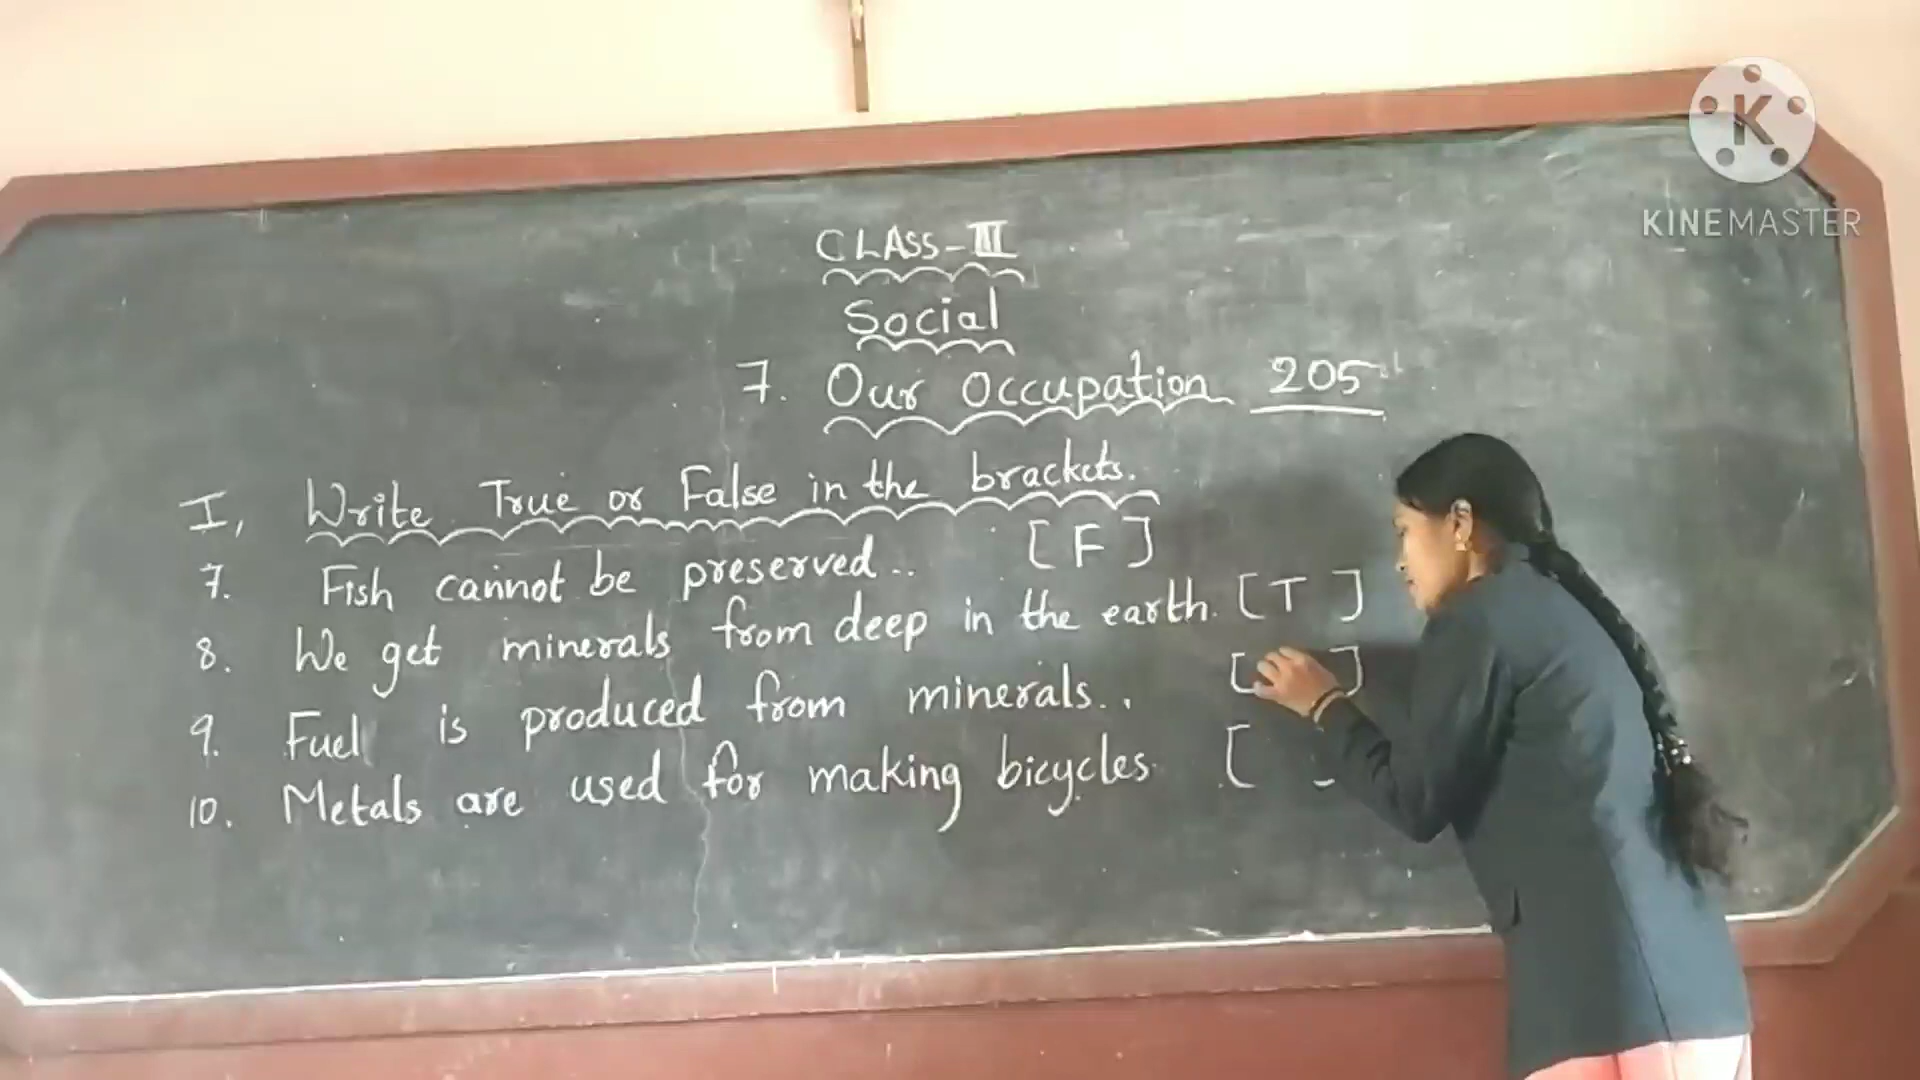 K
KINEMASTER
CLASS-III
Social
7. Our Occupation 205
I, Write True or False in the brackets.
7. Fish cannot be preserved.. [F]
8. We get minerals from deep in the earth. [T]
9. Fuel is produced from minerals.. [ ]
10. Metals are used for making bicycles. [